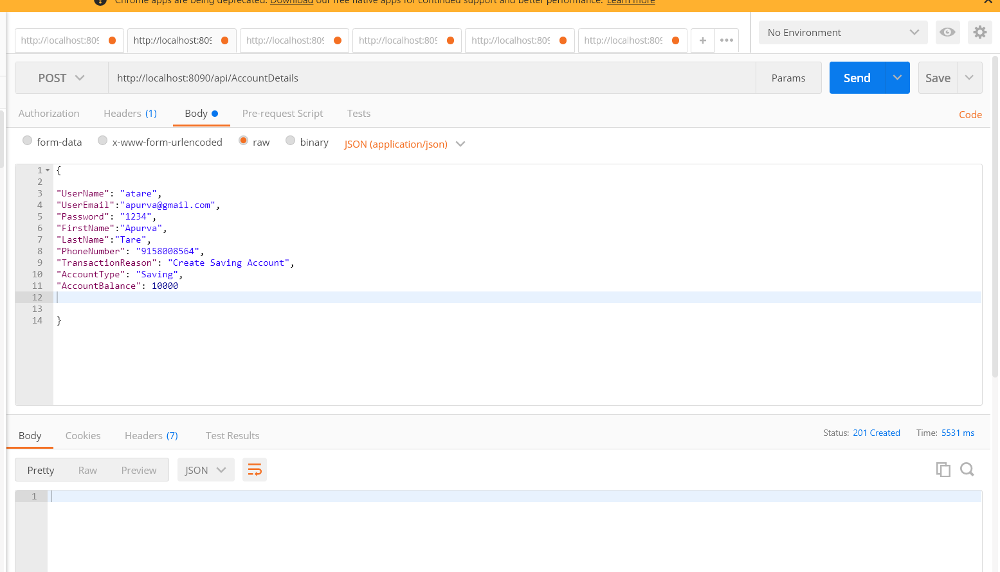 Chrome apps are being deprecated. Download our free native apps for continued support and better performance. Learn more
http://localhost:809 http://localhost:809 http://localhost:809 http://localhost:809 http://localhost:809 http://localhost:809 + ••• No Environment
POST http://localhost:8090/api/AccountDetails Params Send Save
Authorization Headers (1) Body Pre-request Script Tests Code
form-data x-www-form-urlencoded raw binary JSON (application/json)
1 {
2
3 "UserName": "atare",
4 "UserEmail":"apurva@gmail.com",
5 "Password": "1234",
6 "FirstName":"Apurva",
7 "LastName":"Tare",
8 "PhoneNumber": "9158008564",
9 "TransactionReason": "Create Saving Account",
10 "AccountType": "Saving",
11 "AccountBalance": 10000
12
13
14 }
Body Cookies Headers (7) Test Results Status: 201 Created Time: 5531 ms
Pretty Raw Preview JSON
1